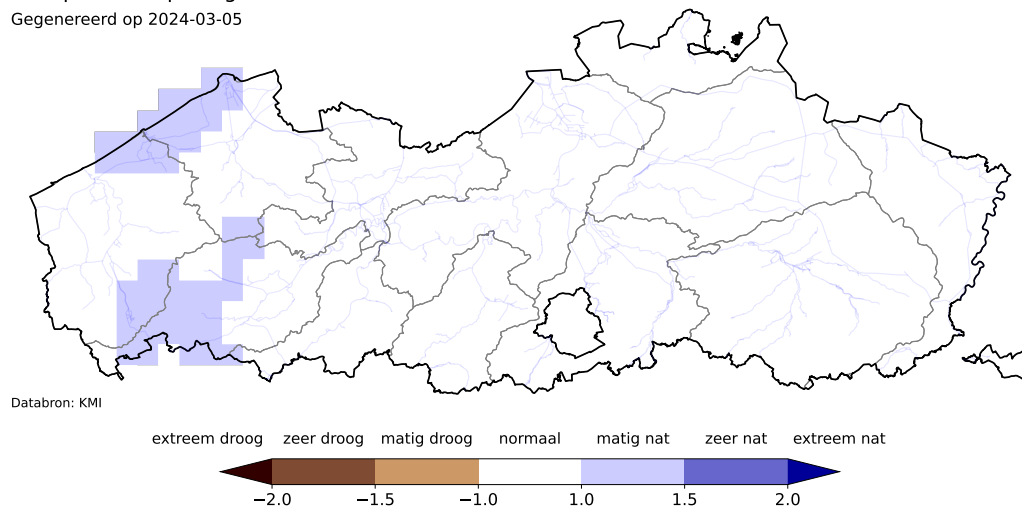 Gegenereerd op 2024-03-05
Databron: KMI
extreem droog zeer droog matig droog normaal matig nat zeer nat extreem nat
−2.0 −1.5 −1.0 1.0 1.5 2.0